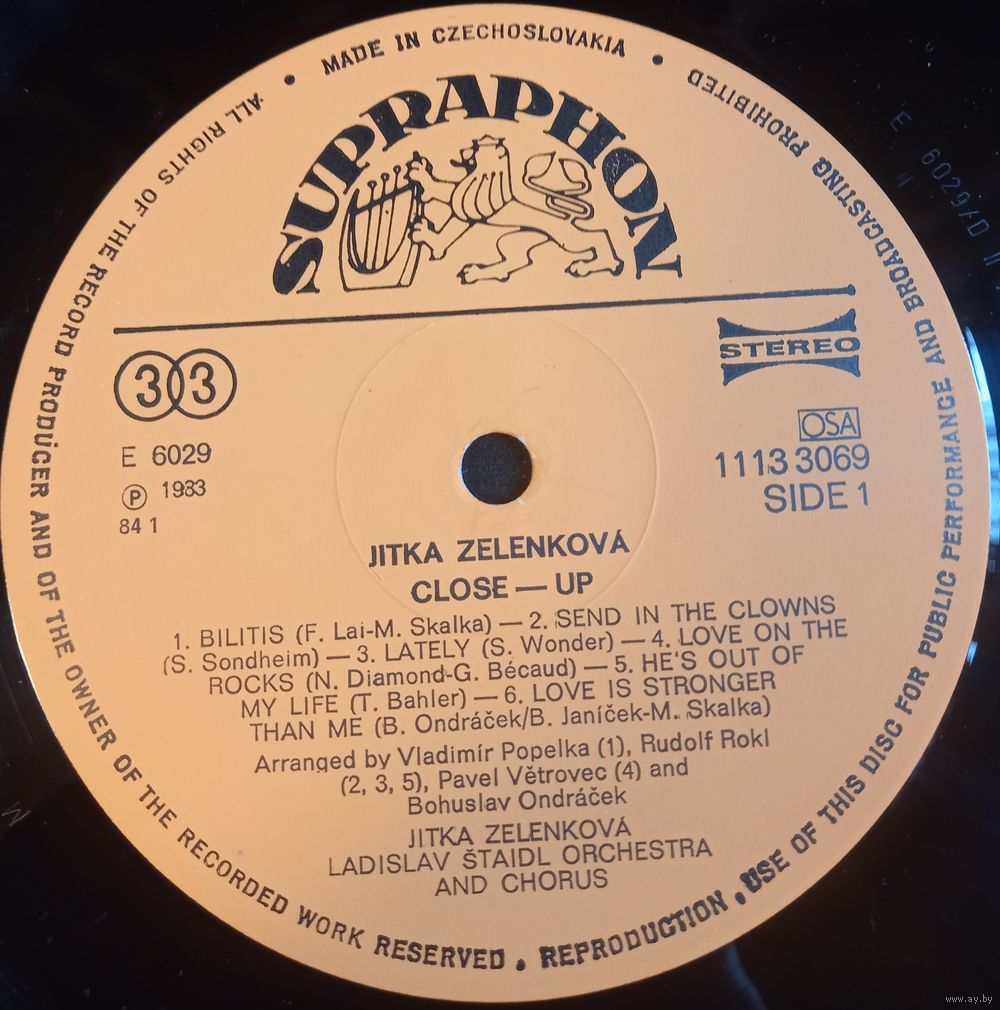 ALL RIGHTS OF THE RECORD PRODUCER AND OF THE OWNER OF THE RECORDED WORK RESERVED • REPRODUCTION, USE OF THIS DISC FOR PUBLIC PERFORMANCE AND BROADCASTING PROHIBITED
• MADE IN CZECHOSLOVAKIA •
SUPRAPHON
STEREO
33
OSA
E 6029
1113 3069
℗ 1983
SIDE 1
84 1
JITKA ZELENKOVÁ
CLOSE — UP
1. BILITIS (F. Lai-M. Skalka) — 2. SEND IN THE CLOWNS
(S. Sondheim) — 3. LATELY (S. Wonder) — 4. LOVE ON THE
ROCKS (N. Diamond-G. Bécaud) — 5. HE'S OUT OF
MY LIFE (T. Bahler) — 6. LOVE IS STRONGER
THAN ME (B. Ondráček/B. Janíček-M. Skalka)
Arranged by Vladimír Popelka (1), Rudolf Rokl
(2, 3, 5), Pavel Větrovec (4) and
Bohuslav Ondráček
JITKA ZELENKOVÁ
LADISLAV ŠTAIDL ORCHESTRA
AND CHORUS
E 6029/D
www.ay.by